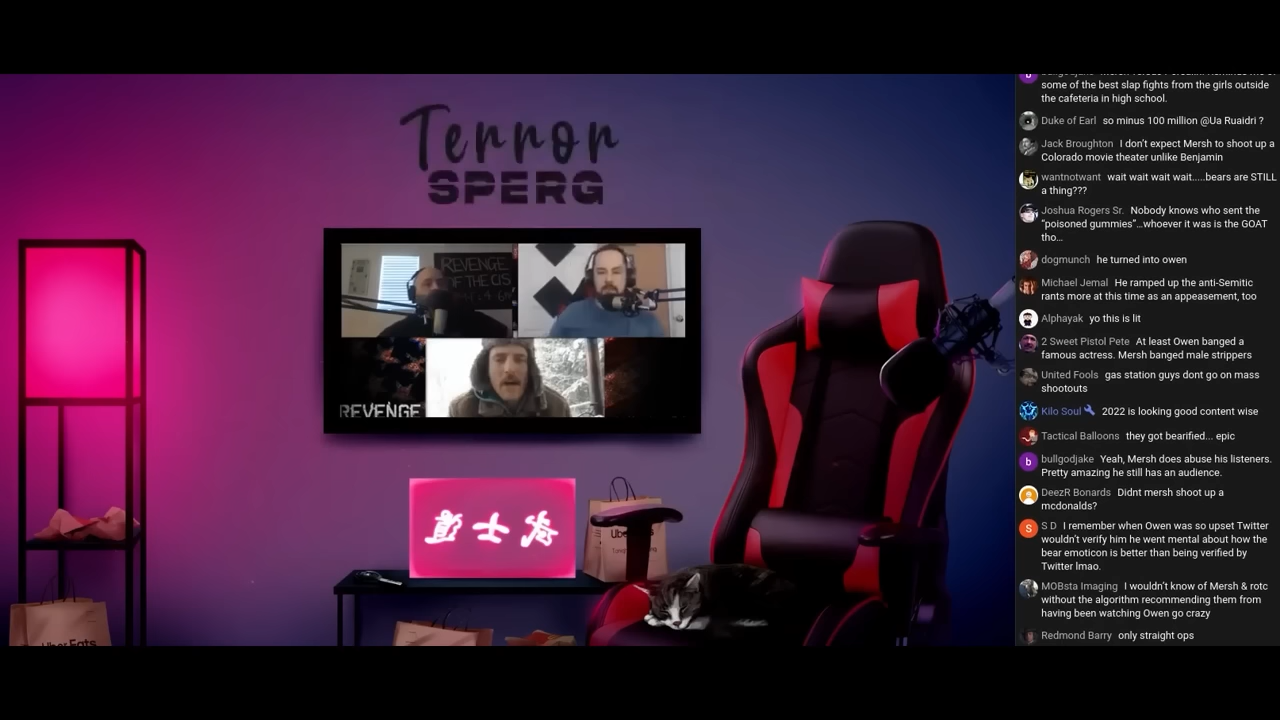 Terror
SPERG
REVENGE
OF THE CIS
REVENGE
道士武
Uber
Uber Eats
some of the best slap fights from the girls outside
the cafeteria in high school.
Duke of Earl so minus 100 million @Ua Ruaidri ?
Jack Broughton I don't expect Mersh to shoot up a
Colorado movie theater unlike Benjamin
wantnotwant wait wait wait wait.....bears are STILL
a thing???
Joshua Rogers Sr. Nobody knows who sent the
“poisoned gummies”…whoever it was is the GOAT
tho…
dogmunch he turned into owen
Michael Jemal He ramped up the anti-Semitic
rants more at this time as an appeasement, too
Alphayak yo this is lit
2 Sweet Pistol Pete At least Owen banged a
famous actress. Mersh banged male strippers
United Fools gas station guys dont go on mass
shootouts
Kilo Soul 2022 is looking good content wise
Tactical Balloons they got bearified... epic
b bullgodjake Yeah, Mersh does abuse his listeners.
Pretty amazing he still has an audience.
DeezR Bonards Didnt mersh shoot up a
mcdonalds?
S S D I remember when Owen was so upset Twitter
wouldn’t verify him he went mental about how the
bear emoticon is better than being verified by
Twitter lmao.
MOBsta Imaging I wouldn’t know of Mersh & rotc
without the algorithm recommending them from
having been watching Owen go crazy
Redmond Barry only straight ops